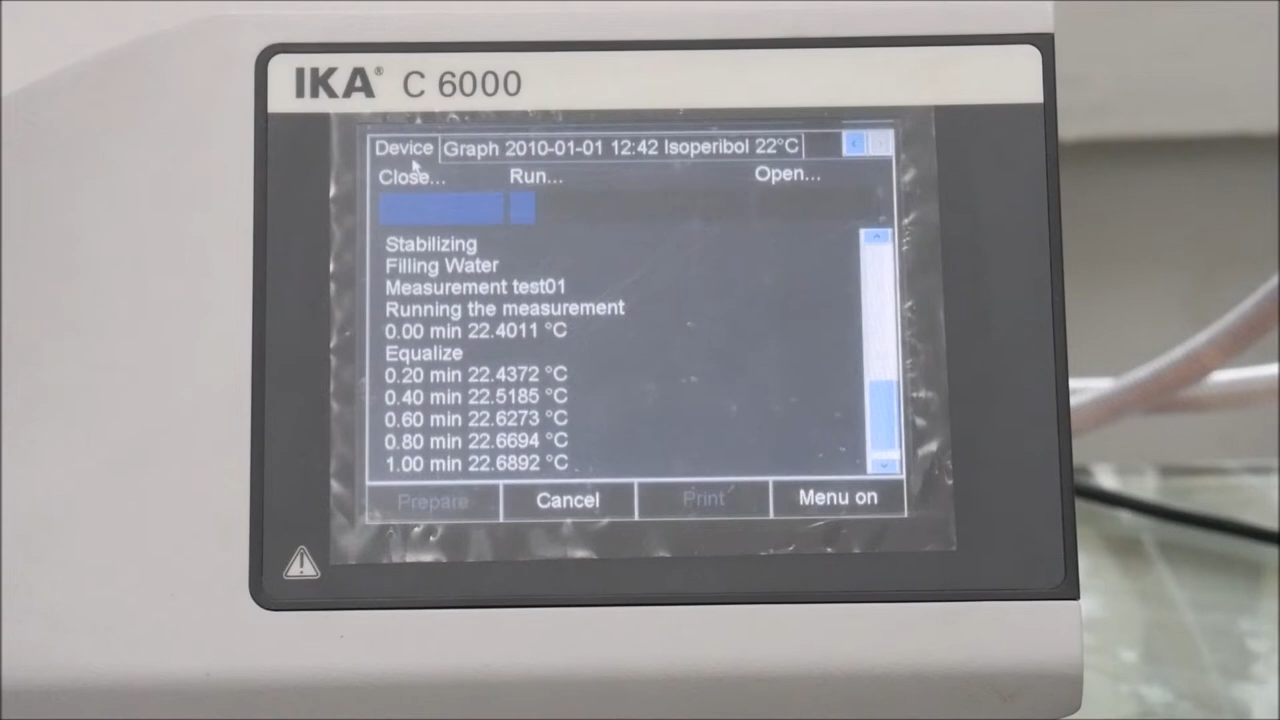 IKA® C 6000
Device Graph 2010-01-01 12:42 Isoperibol 22°C
Close... Run... Open...
Stabilizing
Filling Water
Measurement test01
Running the measurement
0.00 min 22.4011 °C
Equalize
0.20 min 22.4372 °C
0.40 min 22.5185 °C
0.60 min 22.6273 °C
0.80 min 22.6694 °C
1.00 min 22.6892 °C
Prepare Cancel Print Menu on